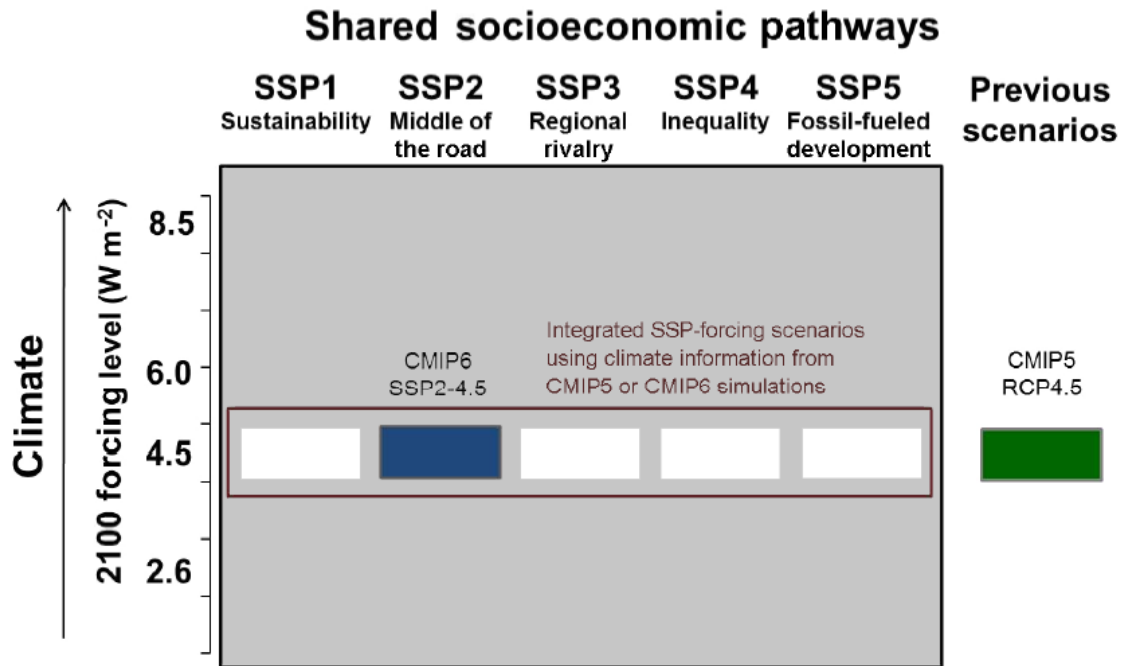 Shared socioeconomic pathways
SSP1 SSP2 SSP3 SSP4 SSP5
Sustainability Middle of the road Regional rivalry Inequality Fossil-fueled development
Previous
scenarios
Climate
2100 forcing level (W m⁻²)
8.5
6.0
4.5
2.6
CMIP6
SSP2-4.5
Integrated SSP-forcing scenarios
using climate information from
CMIP5 or CMIP6 simulations
CMIP5
RCP4.5